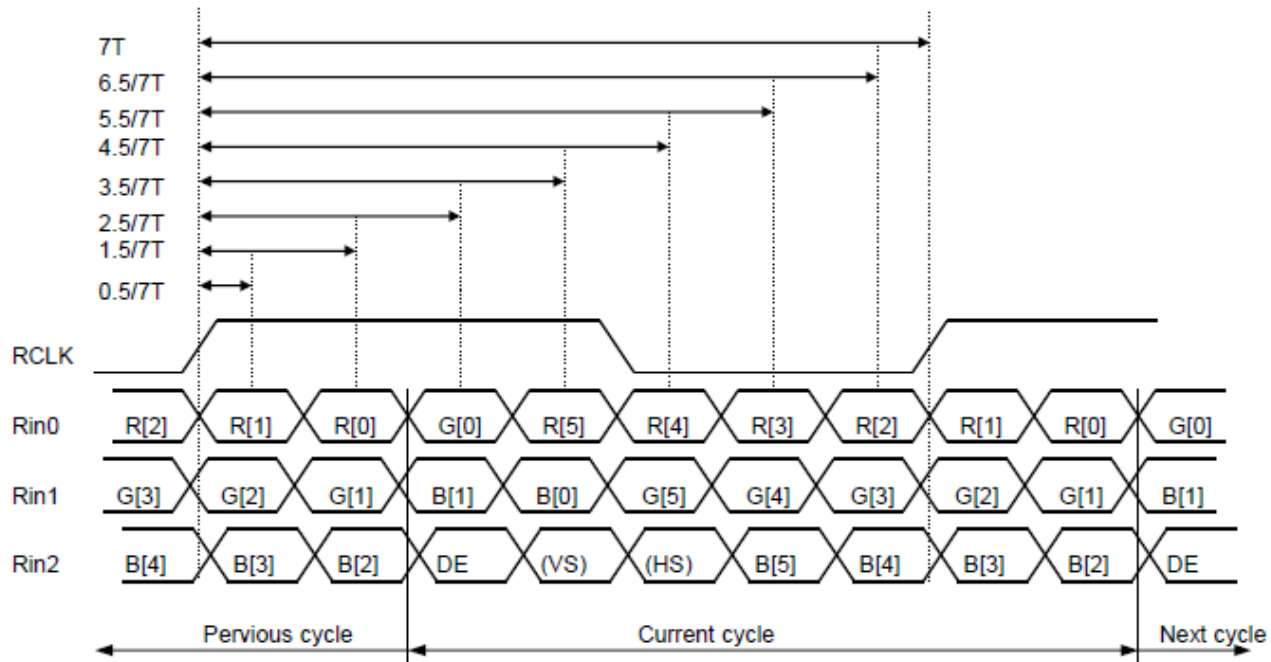 7T
6.5/7T
5.5/7T
4.5/7T
3.5/7T
2.5/7T
1.5/7T
0.5/7T
RCLK
Rin0 R[2] R[1] R[0] G[0] R[5] R[4] R[3] R[2] R[1] R[0] G[0]
Rin1 G[3] G[2] G[1] B[1] B[0] G[5] G[4] G[3] G[2] G[1] B[1]
Rin2 B[4] B[3] B[2] DE (VS) (HS) B[5] B[4] B[3] B[2] DE
Pervious cycle Current cycle Next cycle